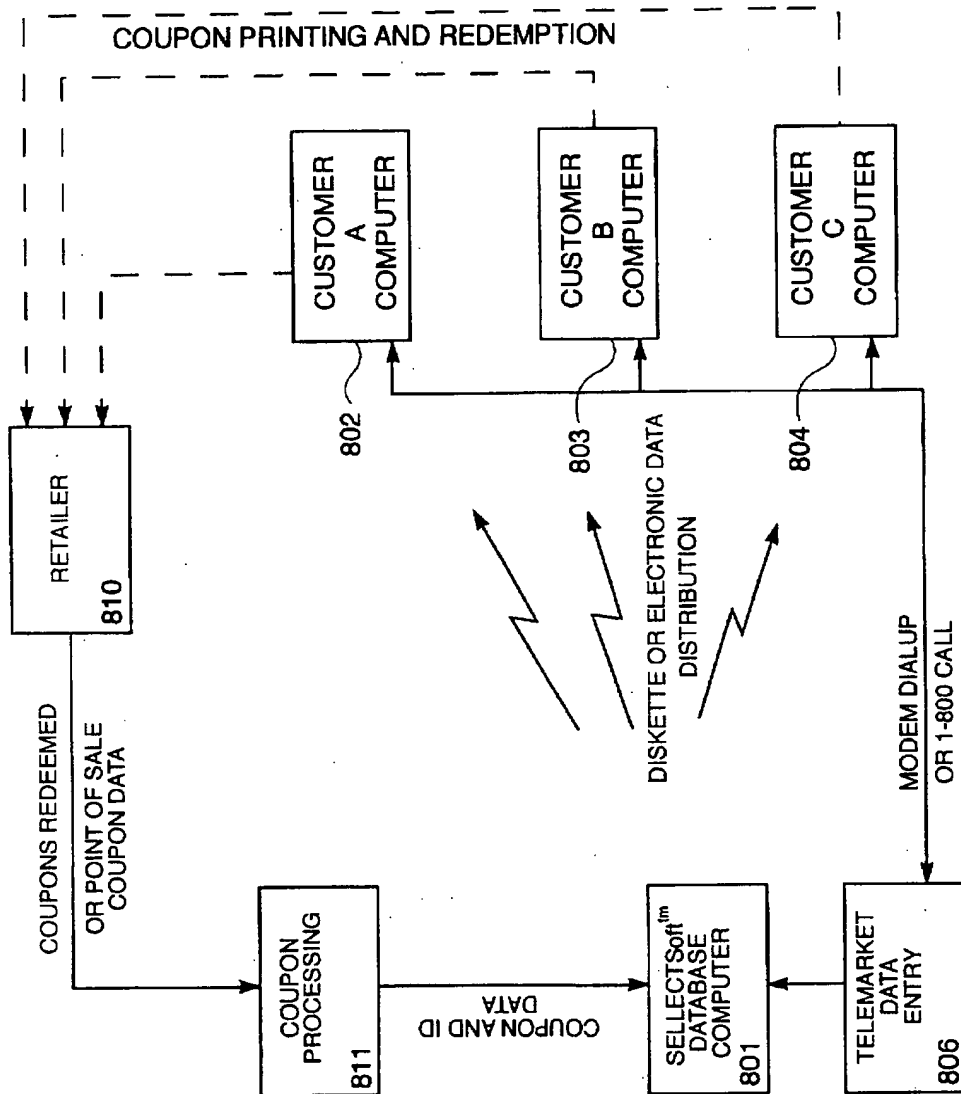 COUPON PRINTING AND REDEMPTION
RETAILER
810
COUPONS REDEEMED
OR POINT OF SALE
COUPON DATA
COUPON
PROCESSING
811
COUPON AND ID
DATA
SELLECTSoft™
DATABASE
COMPUTER
801
TELEMARKET
DATA
ENTRY
806
MODEM DIALUP
OR 1-800 CALL
DISKETTE OR ELECTRONIC DATA
DISTRIBUTION
CUSTOMER
A
COMPUTER
802
CUSTOMER
B
COMPUTER
803
CUSTOMER
C
COMPUTER
804